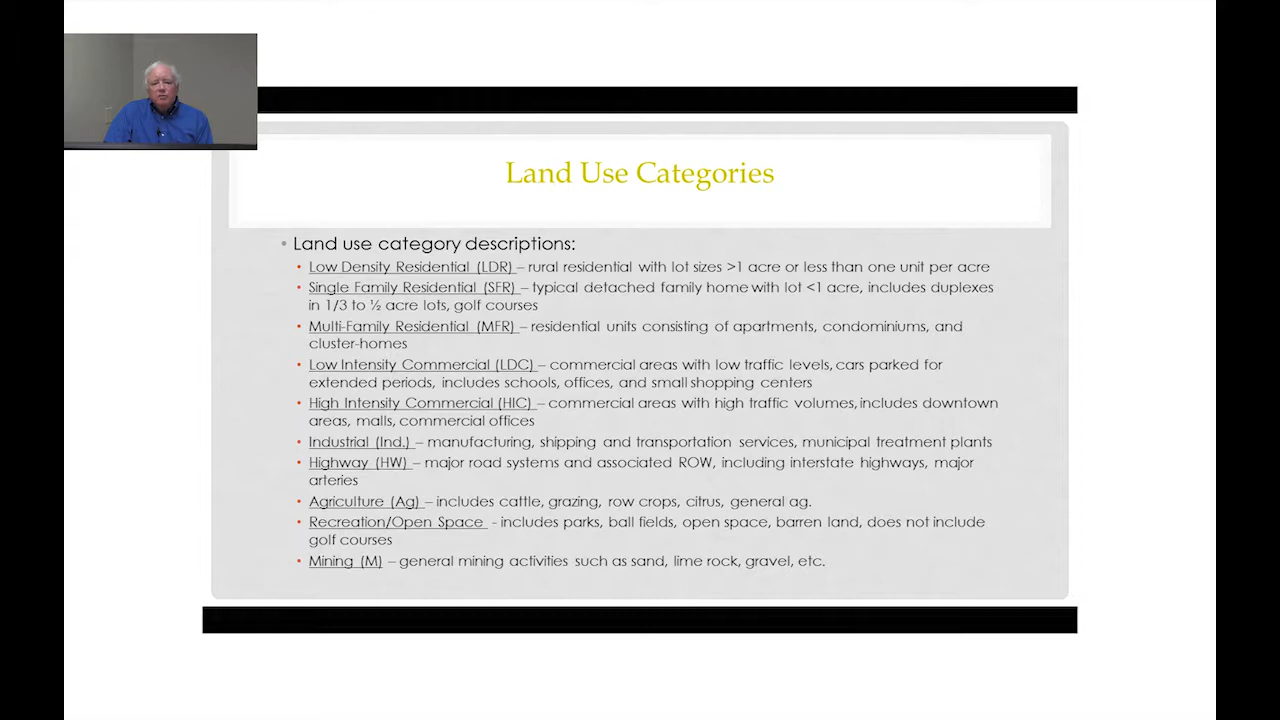 Land Use Categories
• Land use category descriptions:
• Low Density Residential (LDR) – rural residential with lot sizes >1 acre or less than one unit per acre
• Single Family Residential (SFR) – typical detached family home with lot <1 acre, includes duplexes
in 1/3 to ½ acre lots, golf courses
• Multi-Family Residential (MFR) – residential units consisting of apartments, condominiums, and
cluster-homes
• Low Intensity Commercial (LDC) – commercial areas with low traffic levels, cars parked for
extended periods, includes schools, offices, and small shopping centers
• High Intensity Commercial (HIC) – commercial areas with high traffic volumes, includes downtown
areas, malls, commercial offices
• Industrial (Ind.) – manufacturing, shipping and transportation services, municipal treatment plants
• Highway (HW) – major road systems and associated ROW, including interstate highways, major
arteries
• Agriculture (Ag) – includes cattle, grazing, row crops, citrus, general ag.
• Recreation/Open Space - includes parks, ball fields, open space, barren land, does not include
golf courses
• Mining (M) – general mining activities such as sand, lime rock, gravel, etc.